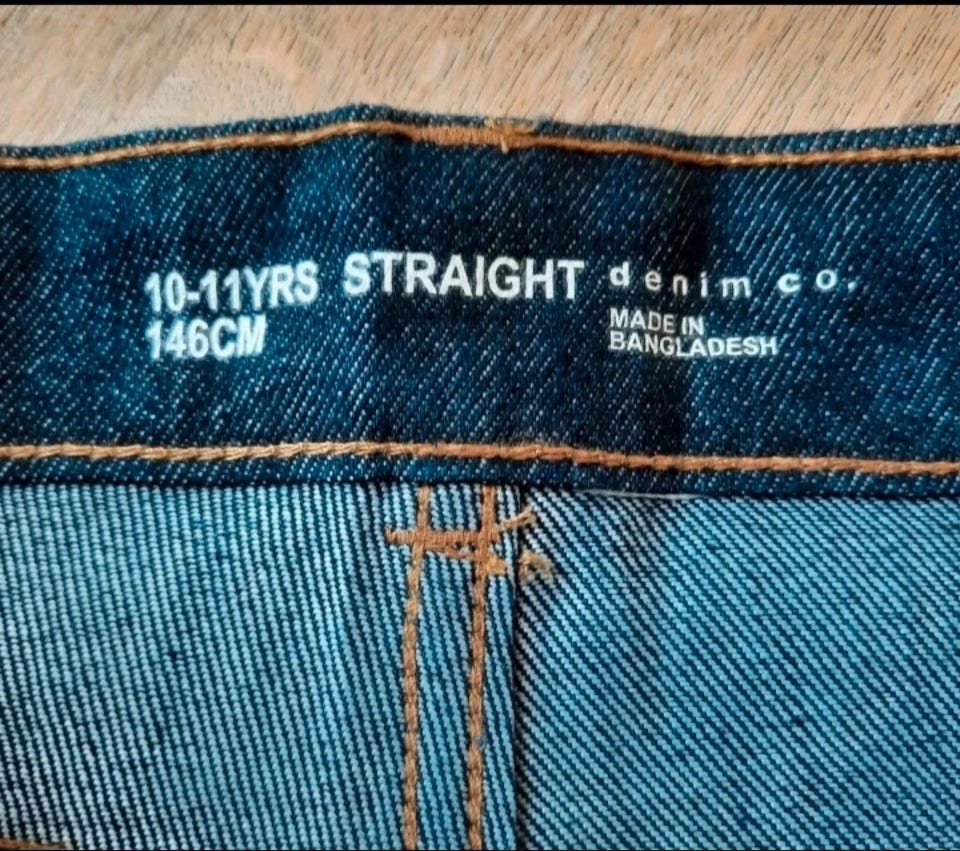 10-11YRS STRAIGHT denim co.
146CM MADE IN
BANGLADESH